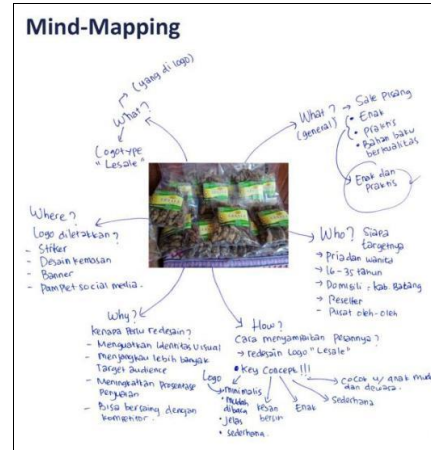 Mind-Mapping
(yang di logo)
What?
Logotype
"Lesale"
What?
(general)
Sale Pisang
• Enak
• Praktis
• Bahan baku
berkualitas
Enak dan
praktis
Where?
Logo diletakkan?
- Stiker
- Desain kemasan
- Banner
- Pamflet social media.
Who? Siapa
targetnya
→ Pria dan wanita
→ 16-35 tahun
→ Domisili: kab. Batang
→ Reseller
→ Pusat oleh-oleh
Why?
Kenapa Perlu redesain?
- Menguatkan Identitas Visual
- Menjangkau lebih banyak
Target audience
- Meningkatkan Presentase
Penjualan
- Bisa bersaing dengan
kompetitor.
How?
Cara menyampaikan pesannya?
→ redesain Logo "Lesale"
• Key Concept!!!
Logo
• minimalis
• mudah
dibaca
• jelas
• sederhana.
kesan
bersih
Enak
sederhana
cocok u/ anak muda
dan dewasa.